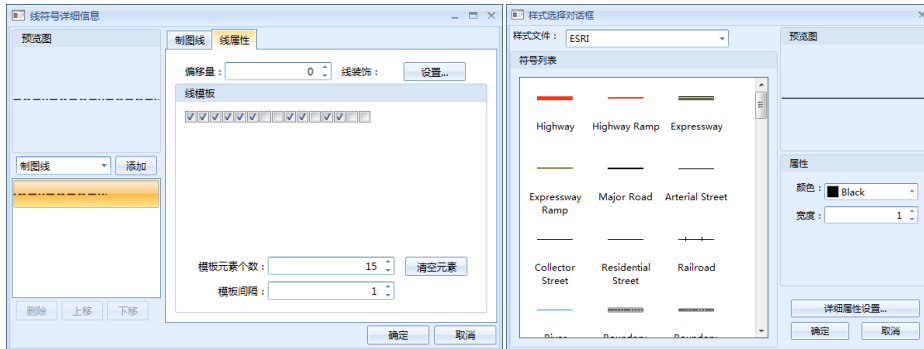 线符号详细信息
预览图
制图线
添加
删除
上移
下移
制图线
线属性
偏移量：
0
线装饰：
设置...
线模板
模板元素个数：
15
清空元素
模板间隔：
1
确定
取消
样式选择对话框
样式文件：
ESRI
符号列表
Highway
Highway Ramp
Expressway
Expressway
Ramp
Major Road
Arterial Street
Collector
Street
Residential
Street
Railroad
预览图
属性
颜色：
Black
宽度：
1
详细属性设置...
确定
取消